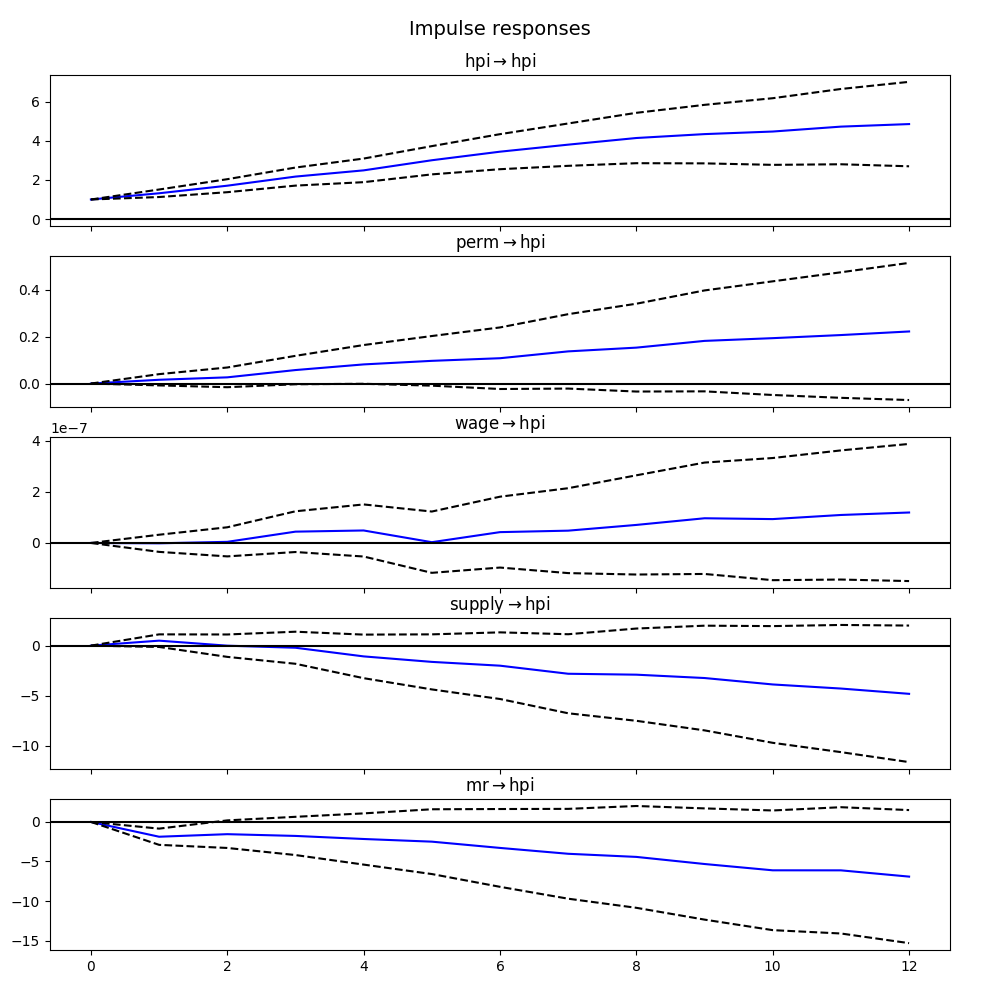 Impulse responses
hpi → hpi
6
4
2
0
perm → hpi
0.4
0.2
0.0
wage → hpi
1e−7
4
2
0
supply → hpi
0
−5
−10
mr → hpi
0
−5
−10
−15
0 2 4 6 8 10 12